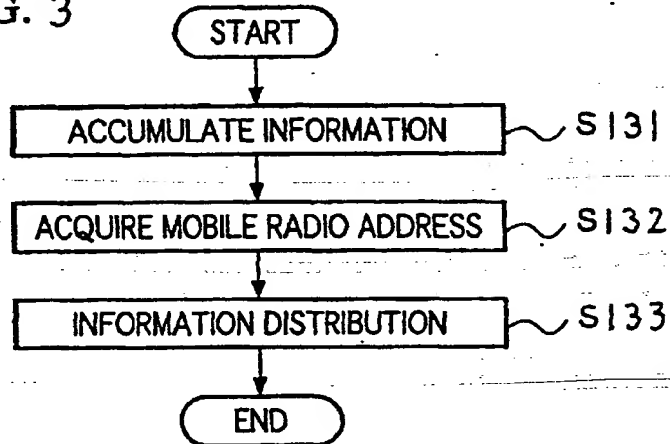 G. 3
START
ACCUMULATE INFORMATION S131
ACQUIRE MOBILE RADIO ADDRESS S132
INFORMATION DISTRIBUTION S133
END